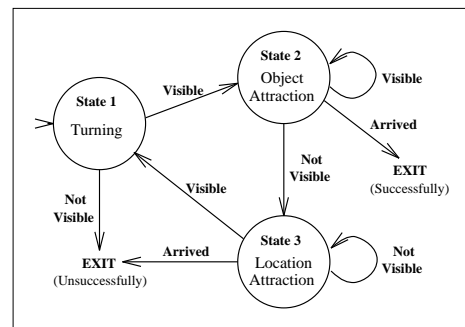 State 1
Turning
Visible
State 2
Object
Attraction
Visible
Arrived
EXIT
(Successfully)
Not
Visible
Not
Visible
EXIT
(Unsuccessfully)
Visible
Arrived
State 3
Location
Attraction
Not
Visible